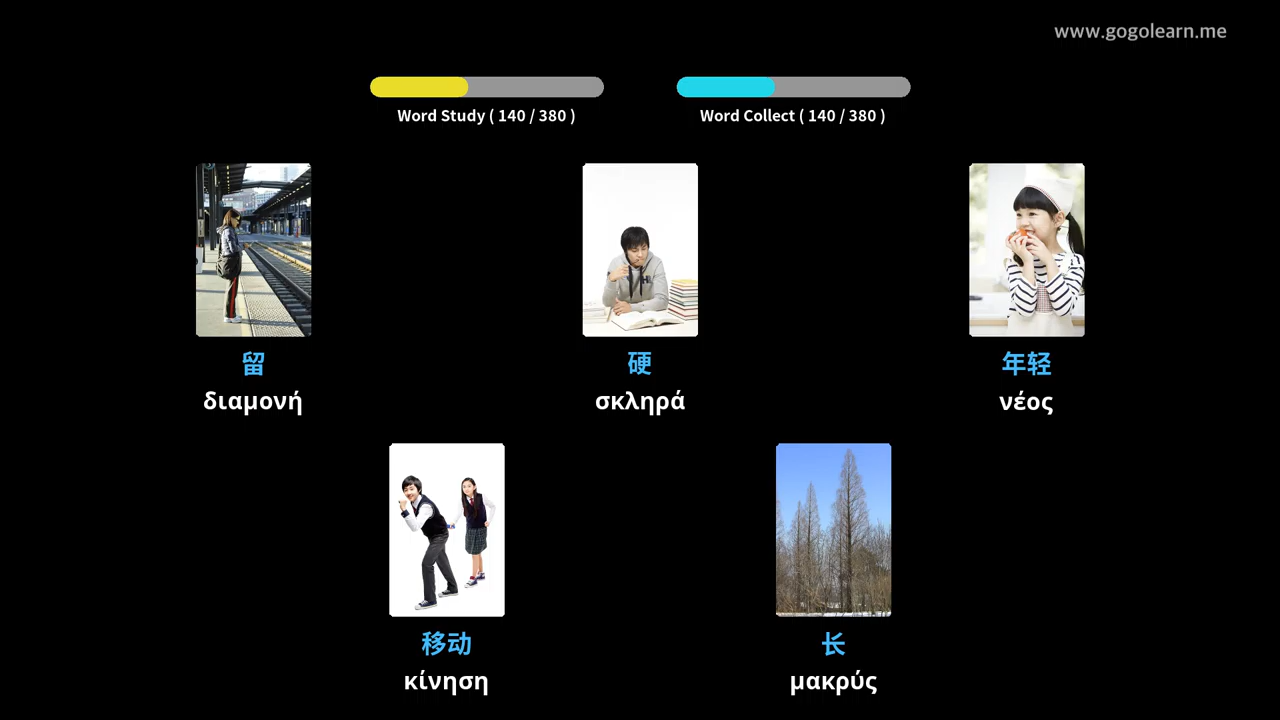 www.gogolearn.me
Word Study ( 140 / 380 )
Word Collect ( 140 / 380 )
留
διαμονή
硬
σκληρά
年轻
νέος
移动
κίνηση
长
μακρύς